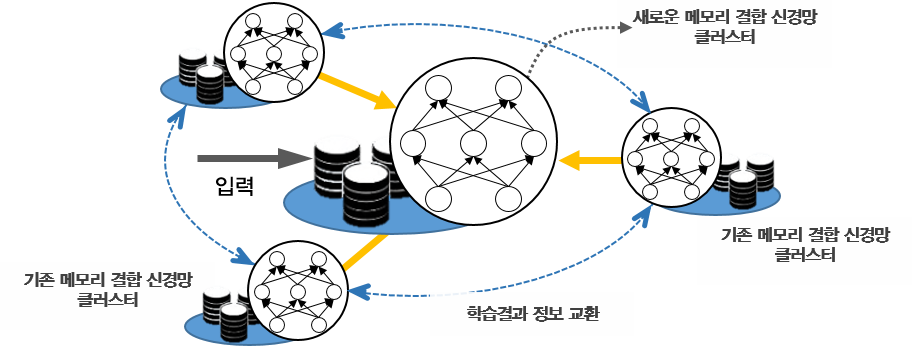 새로운 메모리 결합 신경망
클러스터
입력
기존 메모리 결합 신경망
클러스터
기존 메모리 결합 신경망
클러스터
학습결과 정보 교환